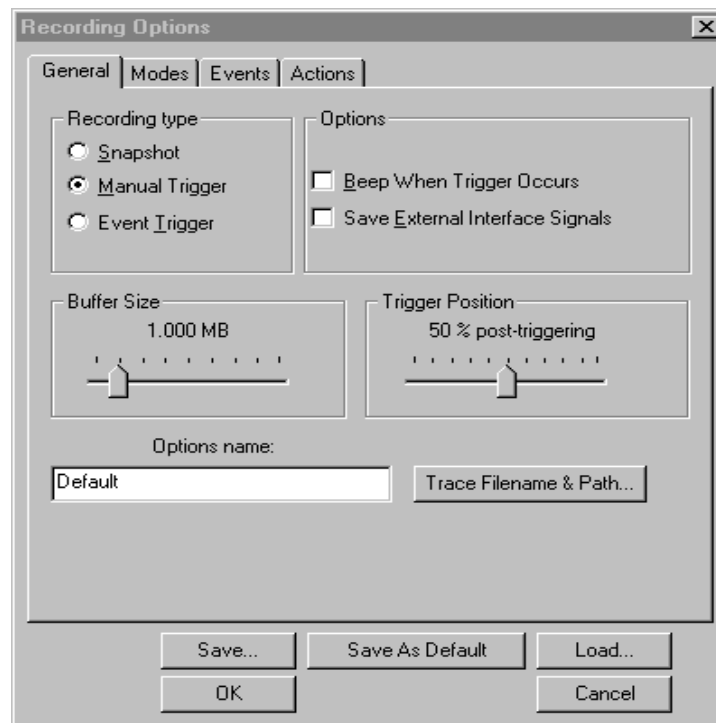 Recording Options
General Modes Events Actions
Recording type
Snapshot
Manual Trigger
Event Trigger
Options
Beep When Trigger Occurs
Save External Interface Signals
Buffer Size
1.000 MB
Trigger Position
50 % post-triggering
Options name:
Default
Trace Filename & Path...
Save... Save As Default Load...
OK Cancel